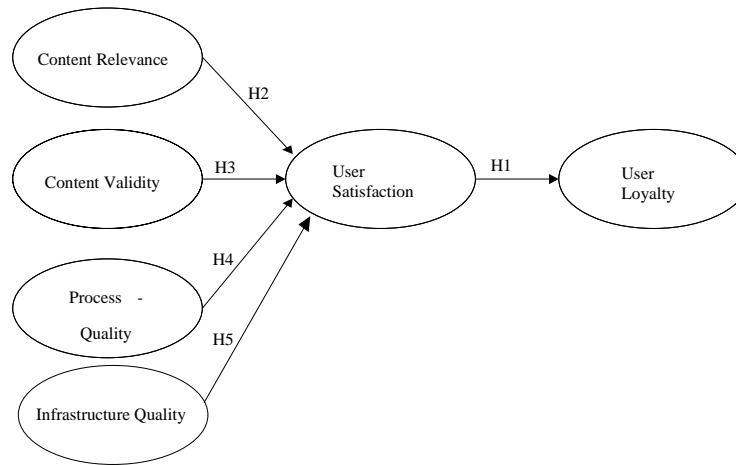 Content Relevance
H2
Content Validity
H3
User
Satisfaction
H1
User
Loyalty
H4
Process -
Quality
H5
Infrastructure Quality